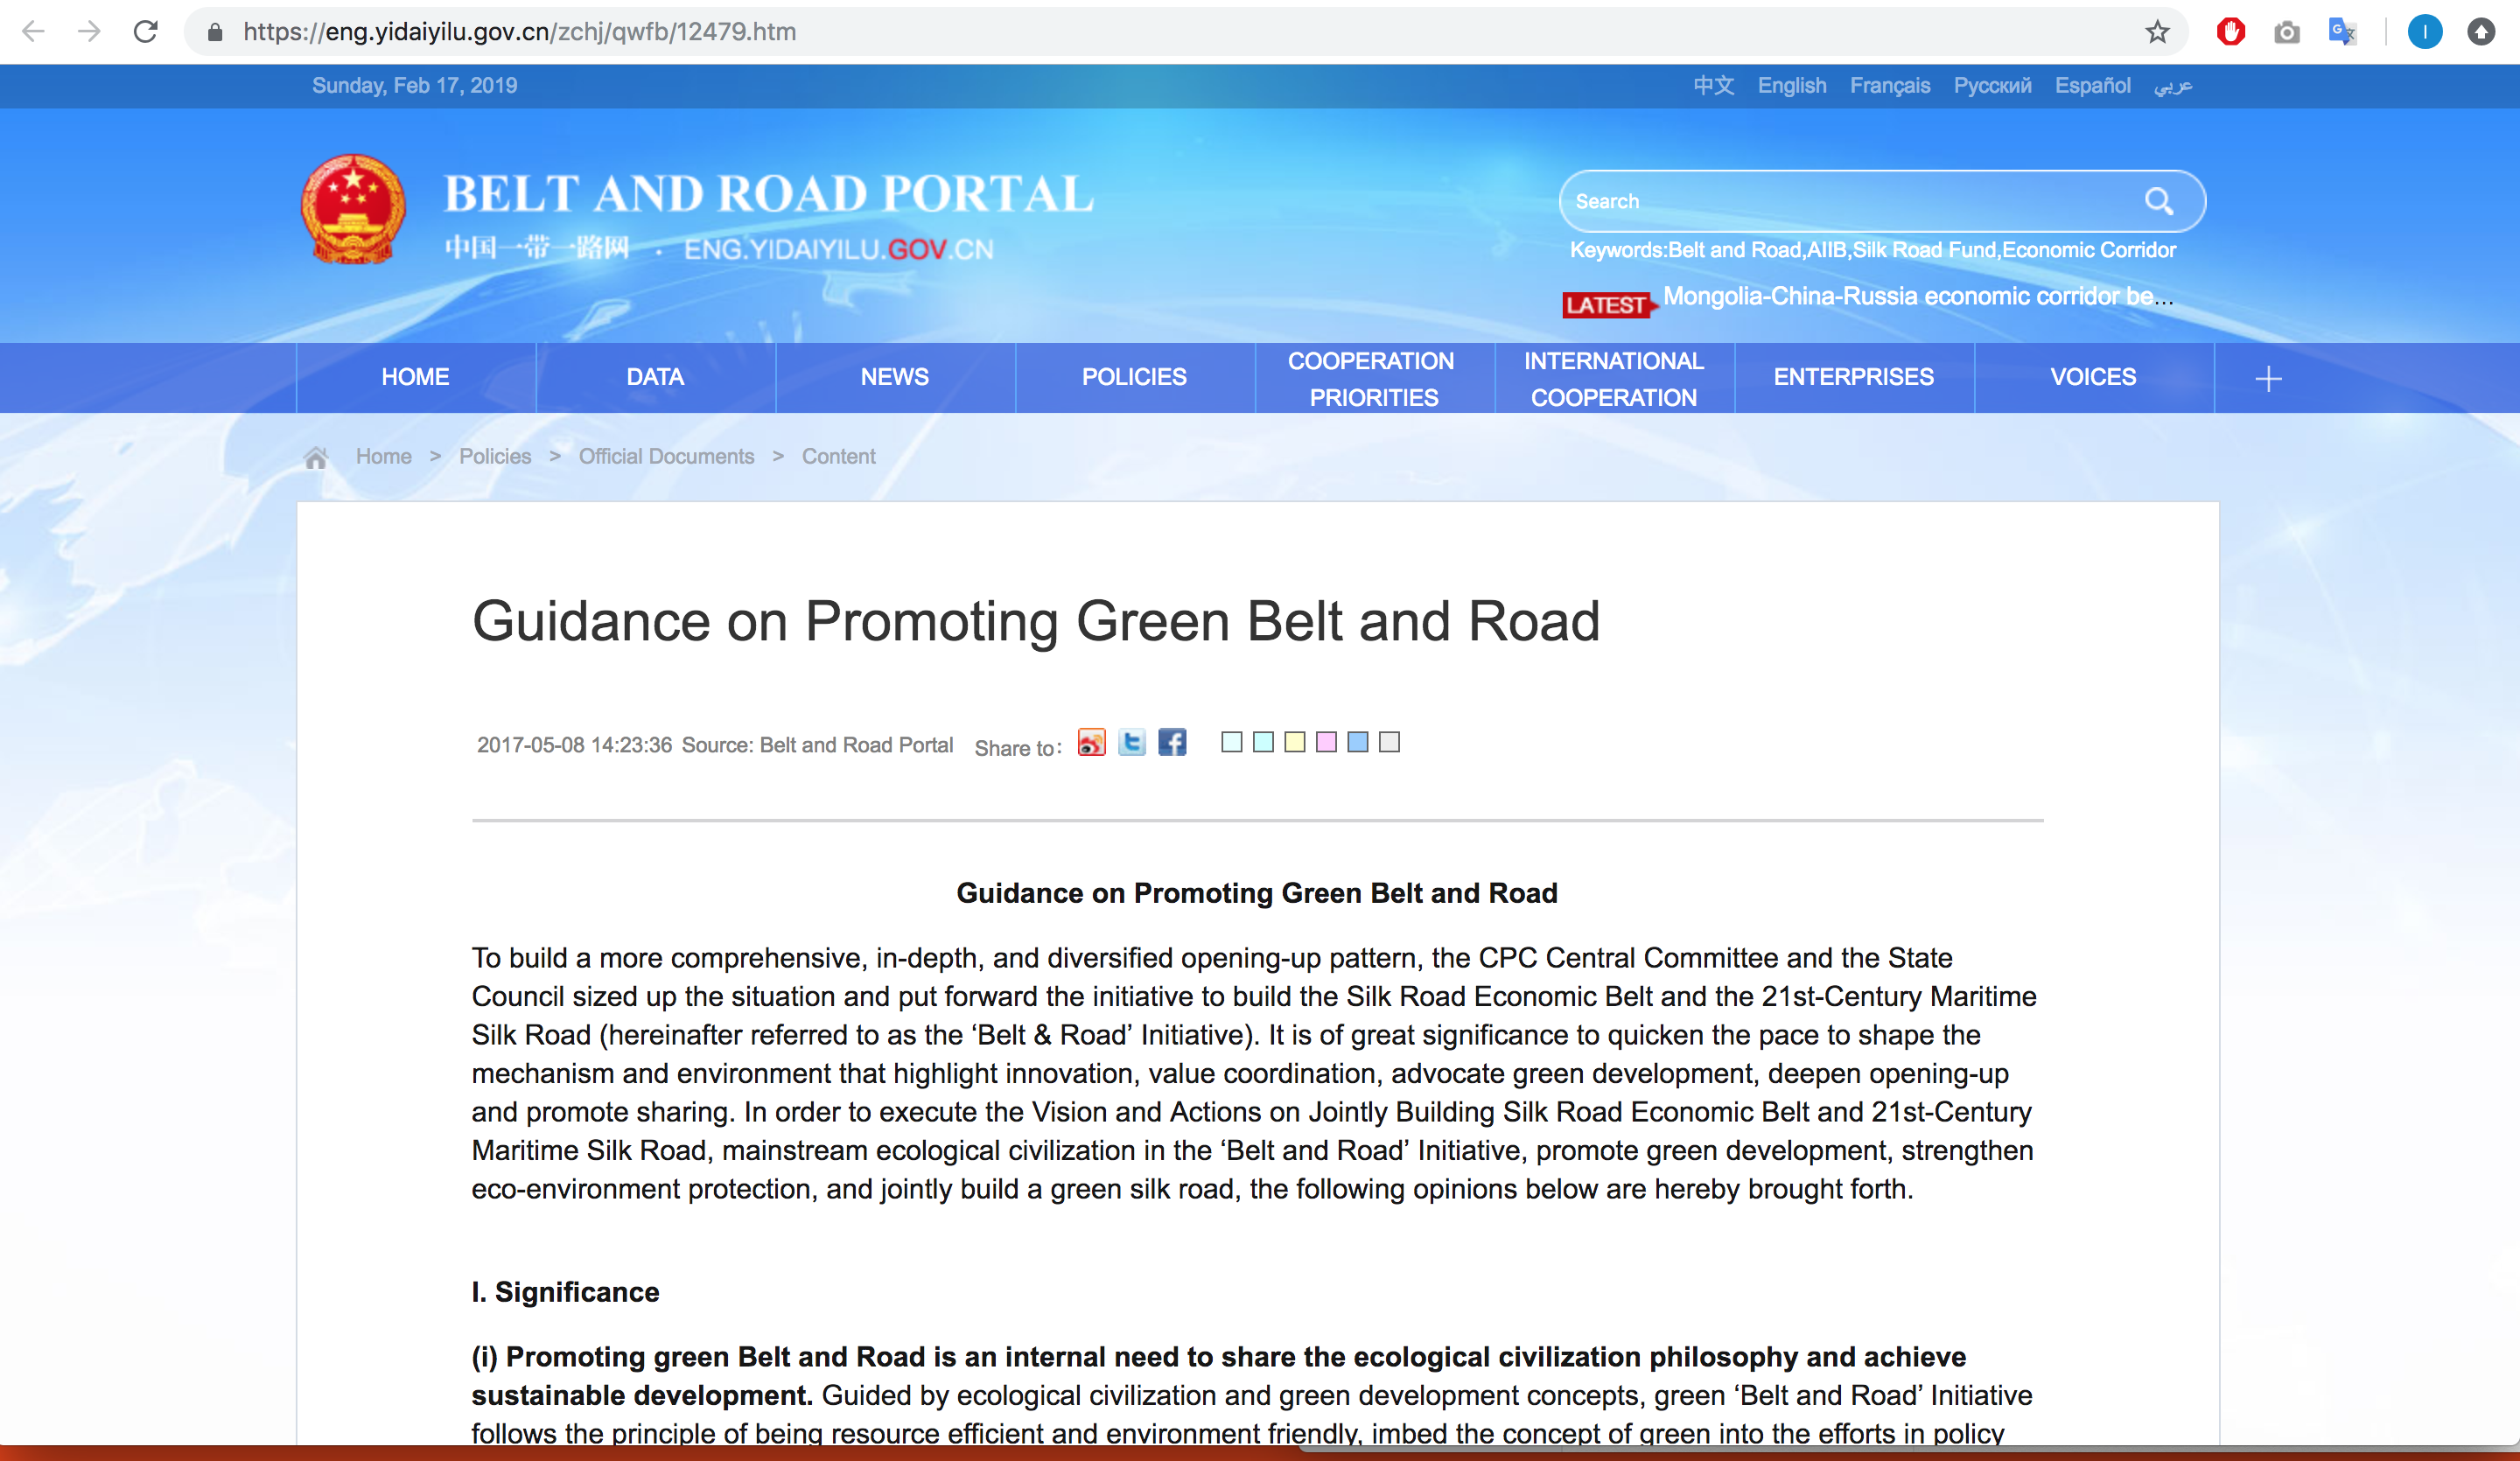 https://eng.yidaiyilu.gov.cn/zchj/qwfb/12479.htm
Sunday, Feb 17, 2019
中文 English Français Русский Español عربي
BELT AND ROAD PORTAL
中国一带一路网 · ENG.YIDAIYILU.GOV.CN
Search
Keywords:Belt and Road,AIIB,Silk Road Fund,Economic Corridor
LATEST Mongolia-China-Russia economic corridor be...
HOME DATA NEWS POLICIES COOPERATION PRIORITIES INTERNATIONAL COOPERATION ENTERPRISES VOICES
Home > Policies > Official Documents > Content
Guidance on Promoting Green Belt and Road
2017-05-08 14:23:36 Source: Belt and Road Portal Share to:
Guidance on Promoting Green Belt and Road
To build a more comprehensive, in-depth, and diversified opening-up pattern, the CPC Central Committee and the State
Council sized up the situation and put forward the initiative to build the Silk Road Economic Belt and the 21st-Century Maritime
Silk Road (hereinafter referred to as the ‘Belt & Road’ Initiative). It is of great significance to quicken the pace to shape the
mechanism and environment that highlight innovation, value coordination, advocate green development, deepen opening-up
and promote sharing. In order to execute the Vision and Actions on Jointly Building Silk Road Economic Belt and 21st-Century
Maritime Silk Road, mainstream ecological civilization in the ‘Belt and Road’ Initiative, promote green development, strengthen
eco-environment protection, and jointly build a green silk road, the following opinions below are hereby brought forth.
I. Significance
(i) Promoting green Belt and Road is an internal need to share the ecological civilization philosophy and achieve
sustainable development. Guided by ecological civilization and green development concepts, green ‘Belt and Road’ Initiative
follows the principle of being resource efficient and environment friendly, imbed the concept of green into the efforts in policy